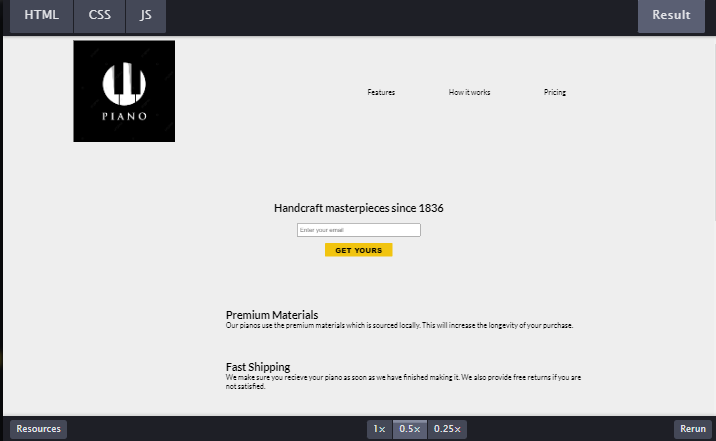 HTML CSS JS Result
PIANO
Features How it works Pricing
Handcraft masterpieces since 1836
Enter your email
GET YOURS
Premium Materials
Our pianos use the premium materials which is sourced locally. This will increase the longevity of your purchase.
Fast Shipping
We make sure you recieve your piano as soon as we have finished making it. We also provide free returns if you are
not satisfied.
Resources 1× 0.5× 0.25× Rerun